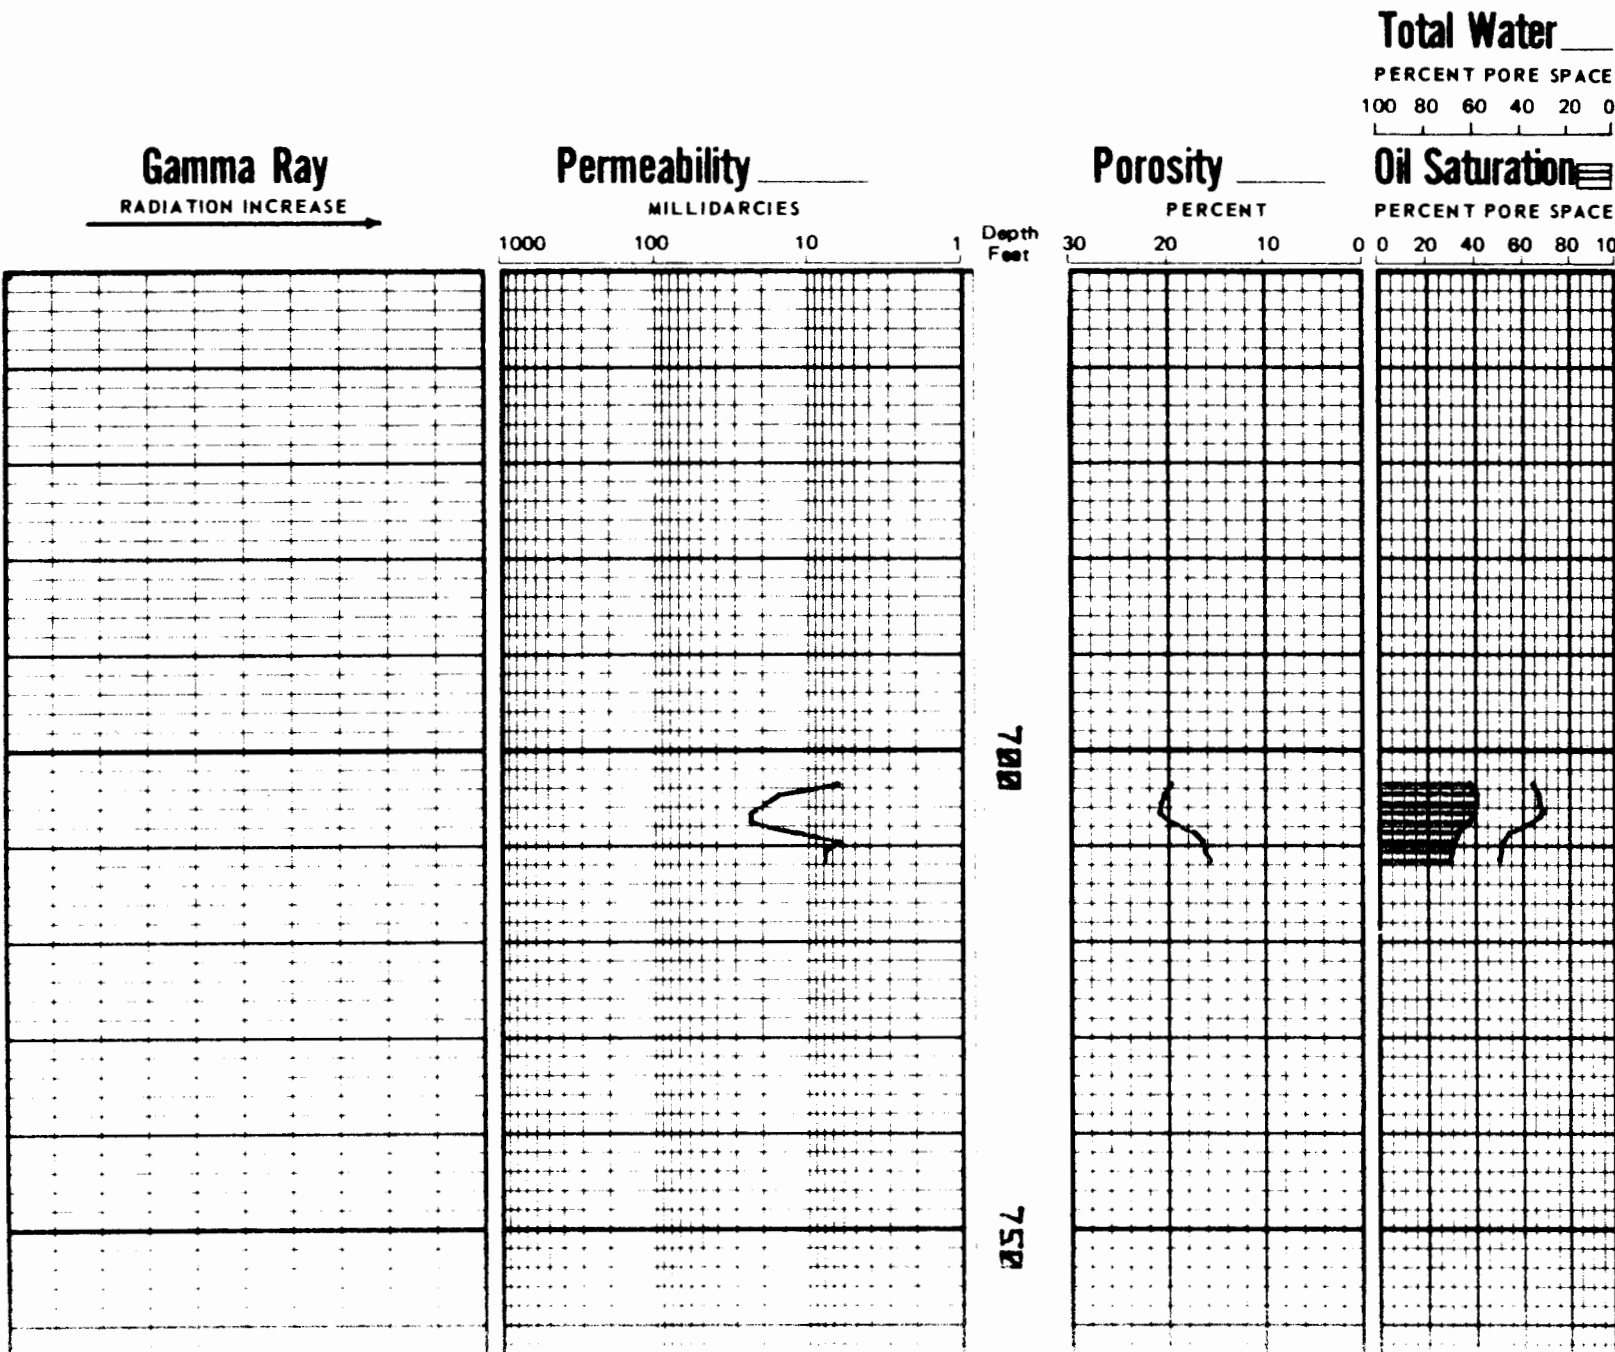 Total Water
PERCENT PORE SPACE
100 80 60 40 20 0
Gamma Ray
RADIATION INCREASE
Permeability
MILLIDARCIES
1000 100 10 1
Depth
Feet
Porosity
PERCENT
30 20 10 0
Oil Saturation
PERCENT PORE SPACE
0 20 40 60 80 10
700
750